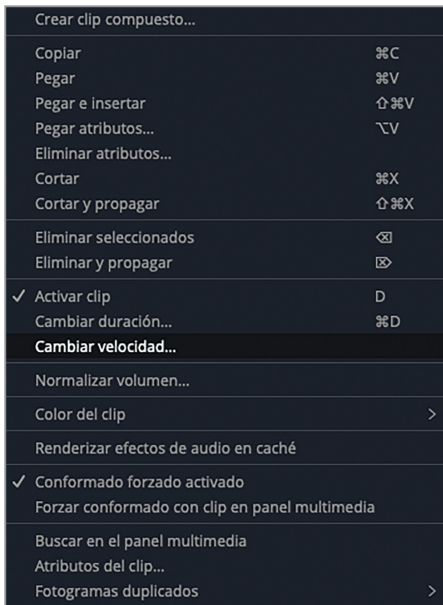 Crear clip compuesto...
Copiar ⌘C
Pegar ⌘V
Pegar e insertar ⇧⌘V
Pegar atributos... ⌥V
Eliminar atributos...
Cortar ⌘X
Cortar y propagar ⇧⌘X
Eliminar seleccionados ⌫
Eliminar y propagar ⌦
✓ Activar clip D
Cambiar duración... ⌘D
Cambiar velocidad...
Normalizar volumen...
Color del clip >
Renderizar efectos de audio en caché
✓ Conformado forzado activado
Forzar conformado con clip en panel multimedia
Buscar en el panel multimedia
Atributos del clip...
Fotogramas duplicados >